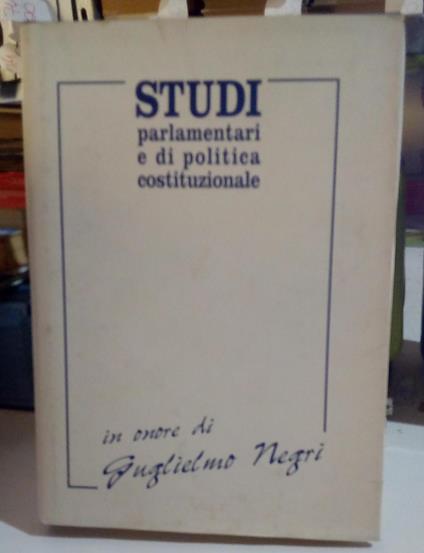 STUDI
parlamentari
e di politica
costituzionale
in onore di
Guglielmo Negri